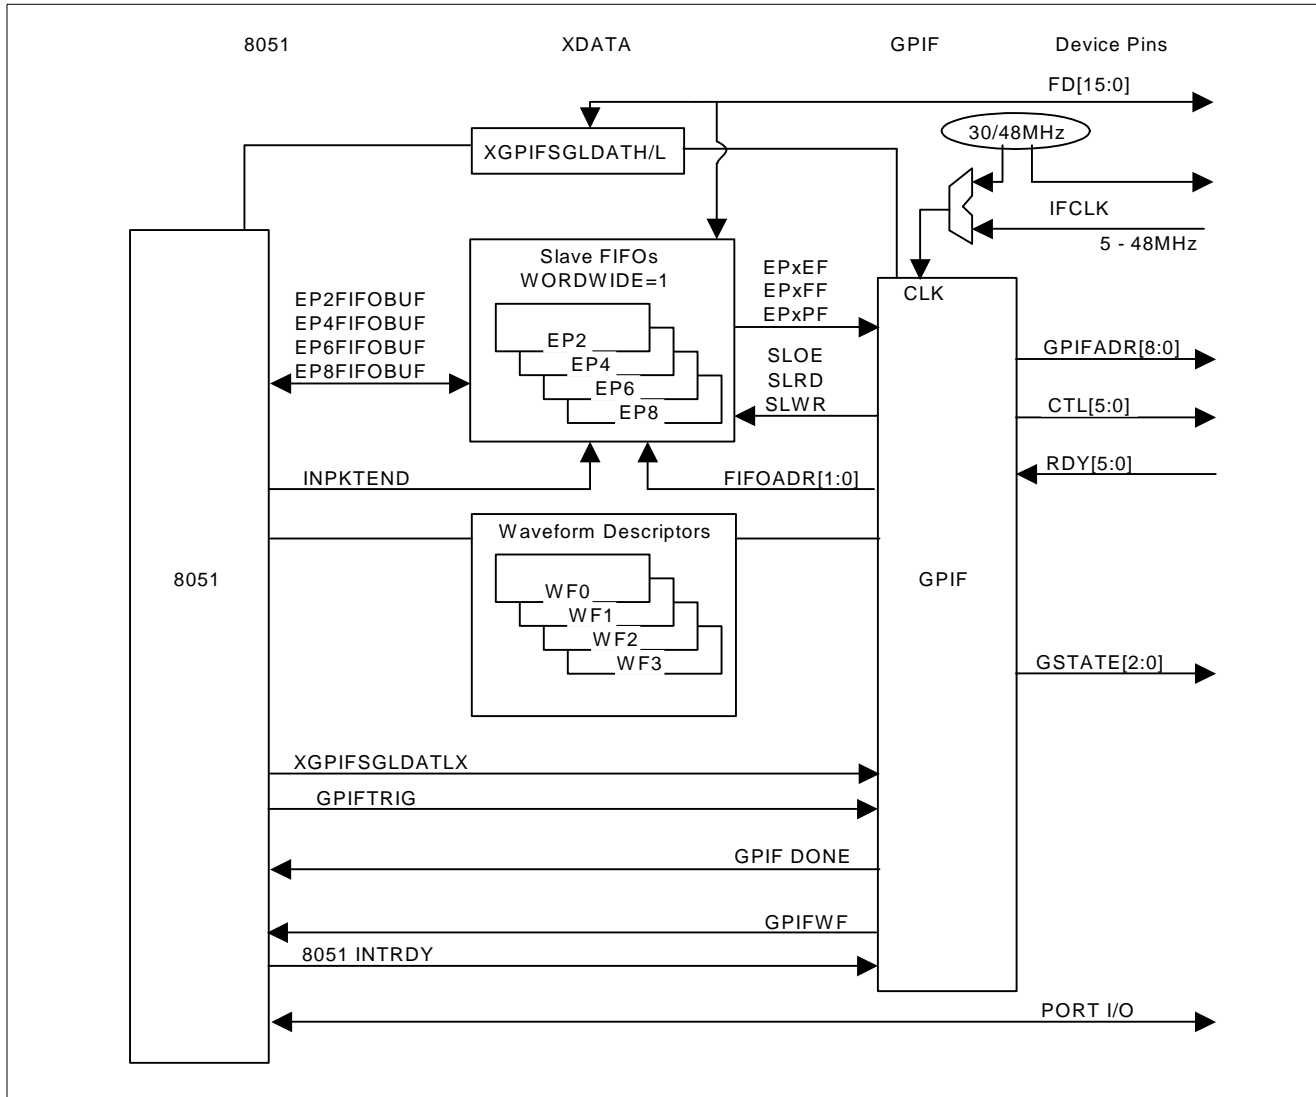 8051 XDATA GPIF Device Pins
FD[15:0]
30/48MHz
XGPIFSGLDATH/L
IFCLK
5 - 48MHz
Slave FIFOs
WORDWIDE=1
EP2
EP4
EP6
EP8
EP2FIFOBUF
EP4FIFOBUF
EP6FIFOBUF
EP8FIFOBUF
EPxEF
EPxFF
EPxPF
SLOE
SLRD
SLWR
CLK
GPIFADR[8:0]
CTL[5:0]
RDY[5:0]
INPKTEND
FIFOADR[1:0]
Waveform Descriptors
WF0
WF1
WF2
WF3
8051
GPIF
GSTATE[2:0]
XGPIFSGLDATLX
GPIFTRIG
GPIF DONE
GPIFWF
8051 INTRDY
PORT I/O